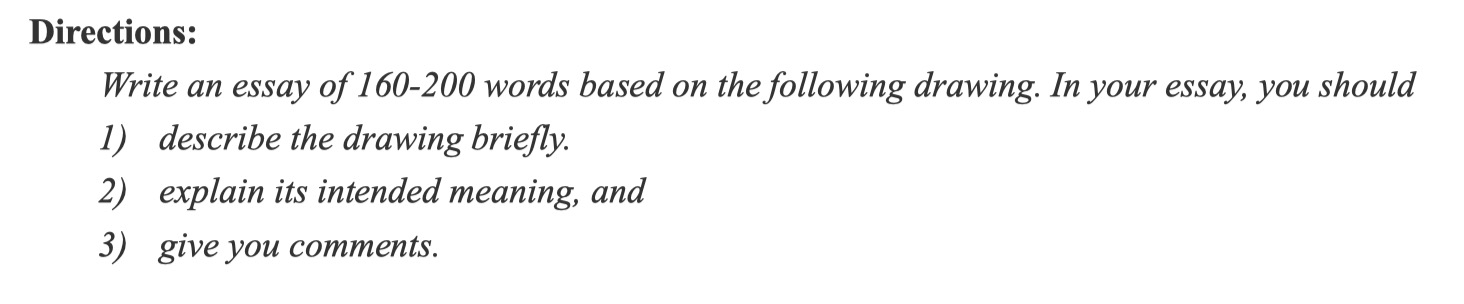 Directions:
Write an essay of 160-200 words based on the following drawing. In your essay, you should
1) describe the drawing briefly.
2) explain its intended meaning, and
3) give you comments.